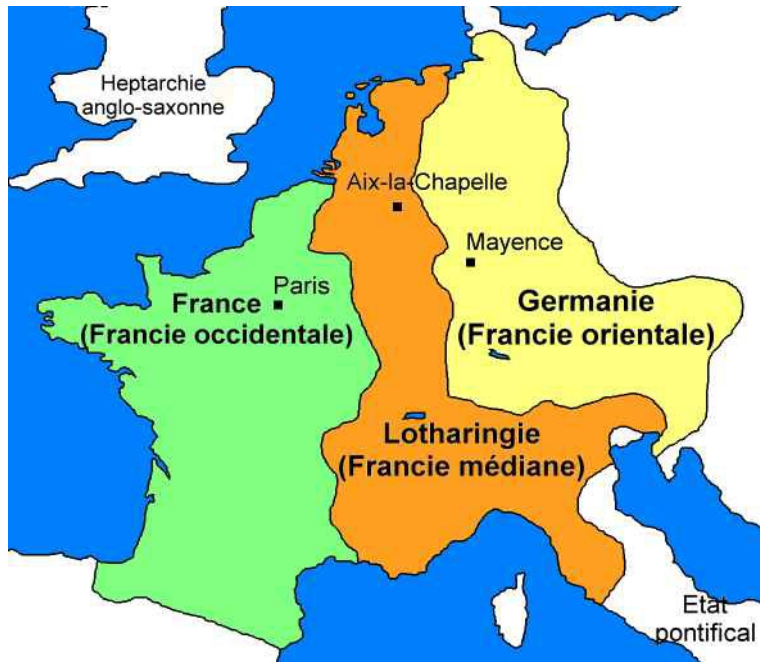 Heptarchie
anglo-saxonne
Aix-la-Chapelle
Mayence
Paris
France
(Francie occidentale)
Germanie
(Francie orientale)
Lotharingie
(Francie médiane)
Etat
pontifical